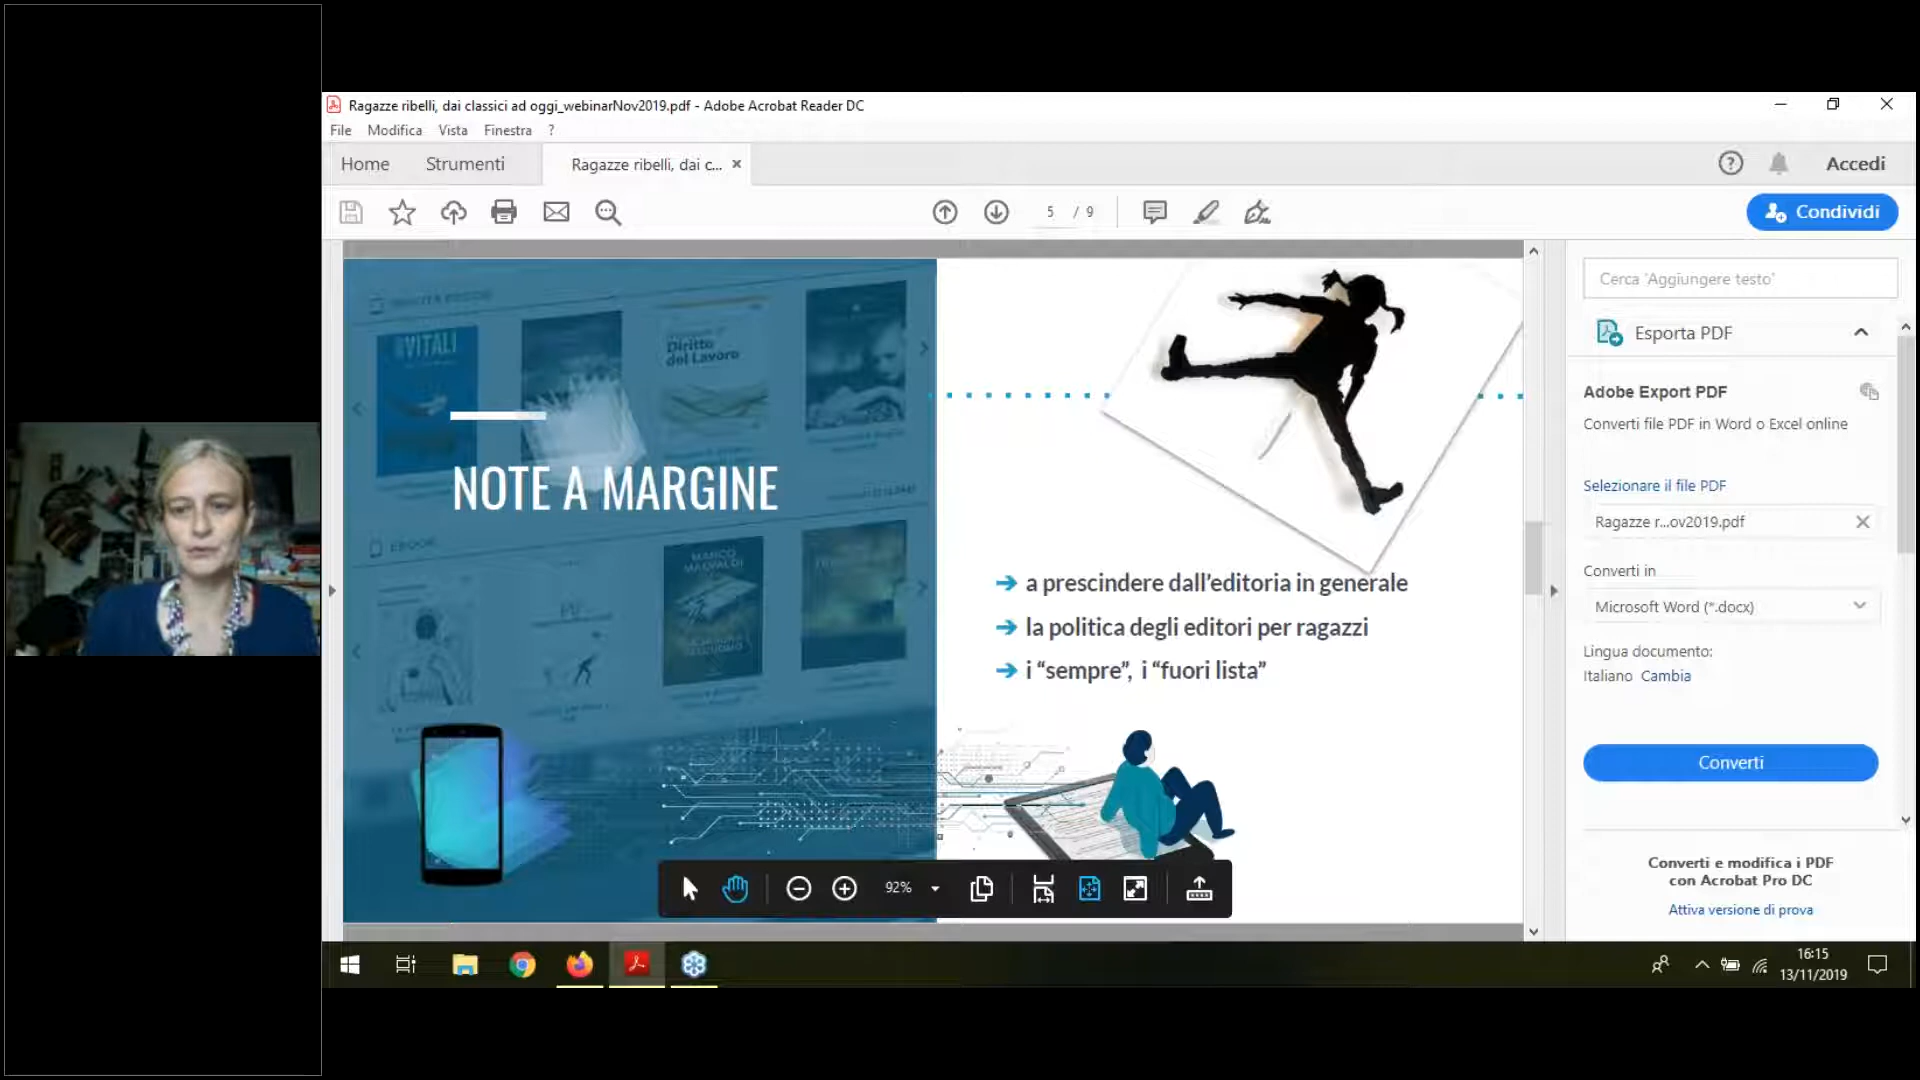 Ragazze ribelli, dai classici ad oggi_webinarNov2019.pdf - Adobe Acrobat Reader DC
File Modifica Vista Finestra ?
Home Strumenti Ragazze ribelli, dai c... ×
Accedi
5 / 9
Condividi
Cerca 'Aggiungere testo'
Esporta PDF
Adobe Export PDF
Converti file PDF in Word o Excel online
Selezionare il file PDF
Ragazze r...ov2019.pdf
Converti in
Microsoft Word (*.docx)
Lingua documento:
Italiano Cambia
Converti
Converti e modifica i PDF
con Acrobat Pro DC
Attiva versione di prova
VITALI
Diritto
del Lavoro
NOTE A MARGINE
EBOOK
MARCO
MALVALDI
➔ a prescindere dall'editoria in generale
➔ la politica degli editori per ragazzi
➔ i “sempre”, i “fuori lista”
92%
16:15
13/11/2019